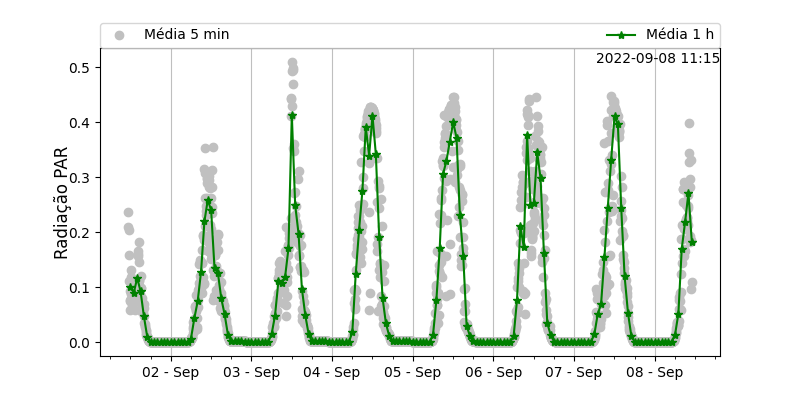 Média 5 min
Média 1 h
2022-09-08 11:15
Radiação PAR
0.5
0.4
0.3
0.2
0.1
0.0
02 - Sep
03 - Sep
04 - Sep
05 - Sep
06 - Sep
07 - Sep
08 - Sep